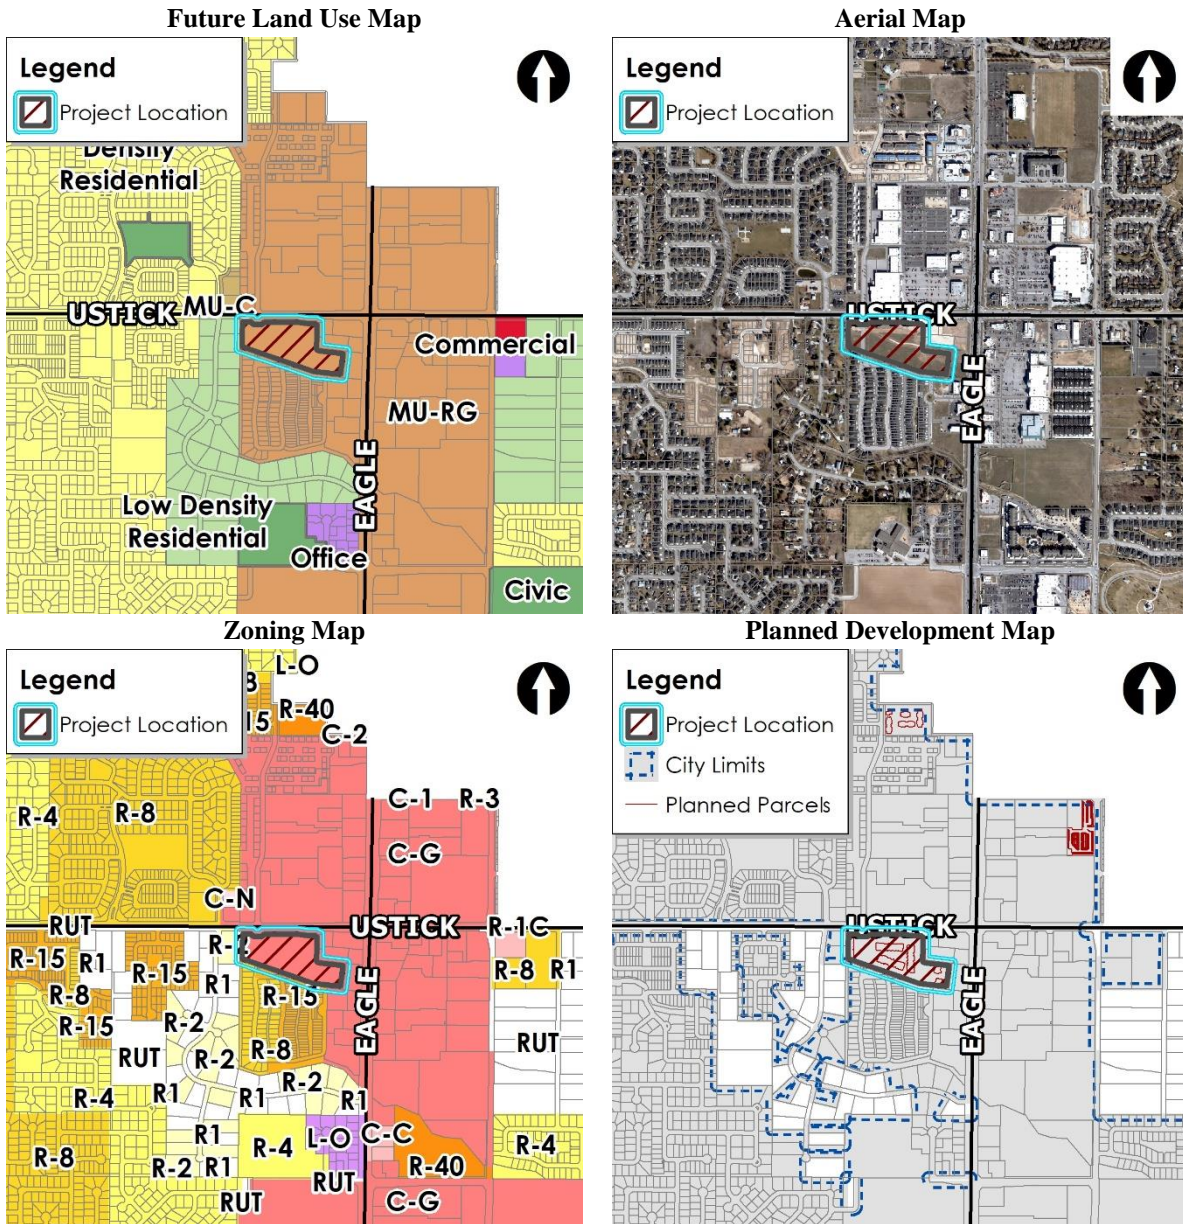 Future Land Use Map
Legend
Project Location
Density
Residential
USTICK
MU-C
Commercial
MU-RG
EAGLE
Low Density
Residential
Office
Civic
Aerial Map
Legend
Project Location
USTICK
EAGLE
Zoning Map
Legend
Project Location
L-O
8
15
R-40
C-2
C-1
R-3
R-4
R-8
C-G
C-N
RUT
USTICK
R-1C
R-15
R1
R-15
R-
R-8
R1
R1
R-8
R-15
R-15
R-2
EAGLE
RUT
R-2
R-8
RUT
R-2
R-4
R1
R1
R1
R1
R-4
L-O
C-C
R-4
R-8
R-2
R1
RUT
R-40
RUT
C-G
Planned Development Map
Legend
Project Location
City Limits
Planned Parcels
USTICK
EAGLE